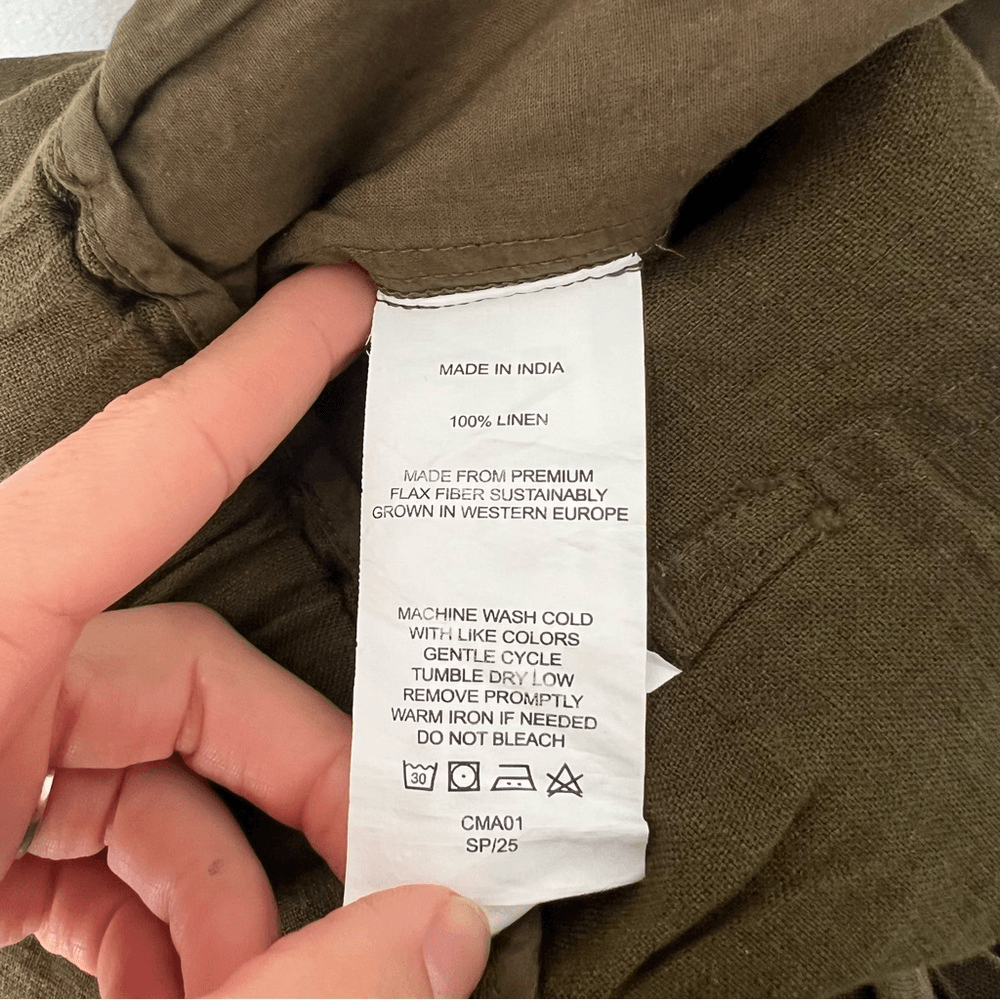 MADE IN INDIA
100% LINEN
MADE FROM PREMIUM
FLAX FIBER SUSTAINABLY
GROWN IN WESTERN EUROPE
MACHINE WASH COLD
WITH LIKE COLORS
GENTLE CYCLE
TUMBLE DRY LOW
REMOVE PROMPTLY
WARM IRON IF NEEDED
DO NOT BLEACH
30
CMA01
SP/25